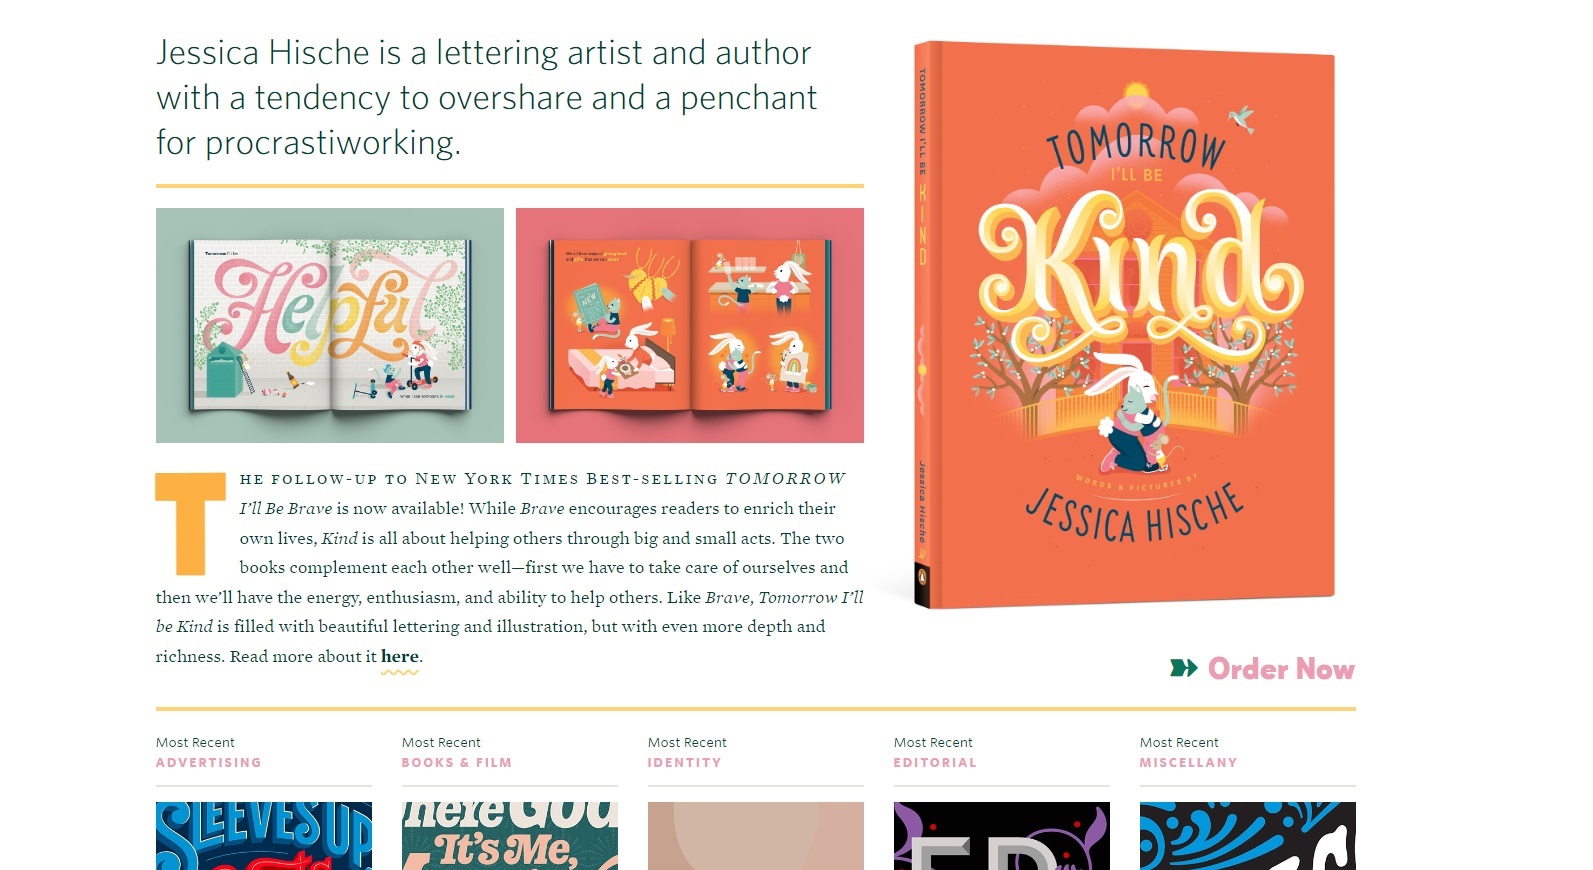 Jessica Hische is a lettering artist and author
with a tendency to overshare and a penchant
for procrastiworking.
Tomorrow I'll be
Helpful
THE FOLLOW-UP TO NEW YORK TIMES BEST-SELLING TOMORROW
I'll Be Brave is now available! While Brave encourages readers to enrich their
own lives, Kind is all about helping others through big and small acts. The two
books complement each other well—first we have to take care of ourselves and
then we'll have the energy, enthusiasm, and ability to help others. Like Brave, Tomorrow I'll
be Kind is filled with beautiful lettering and illustration, but with even more depth and
richness. Read more about it here.
TOMORROW I'LL BE KIND Jessica Hische
TOMORROW
I'LL BE
Kind
WORDS & PICTURES BY
JESSICA HISCHE
Order Now
Most Recent
ADVERTISING
Most Recent
BOOKS & FILM
Most Recent
IDENTITY
Most Recent
EDITORIAL
Most Recent
MISCELLANY
SLEEVES UP
here God
It's Me,